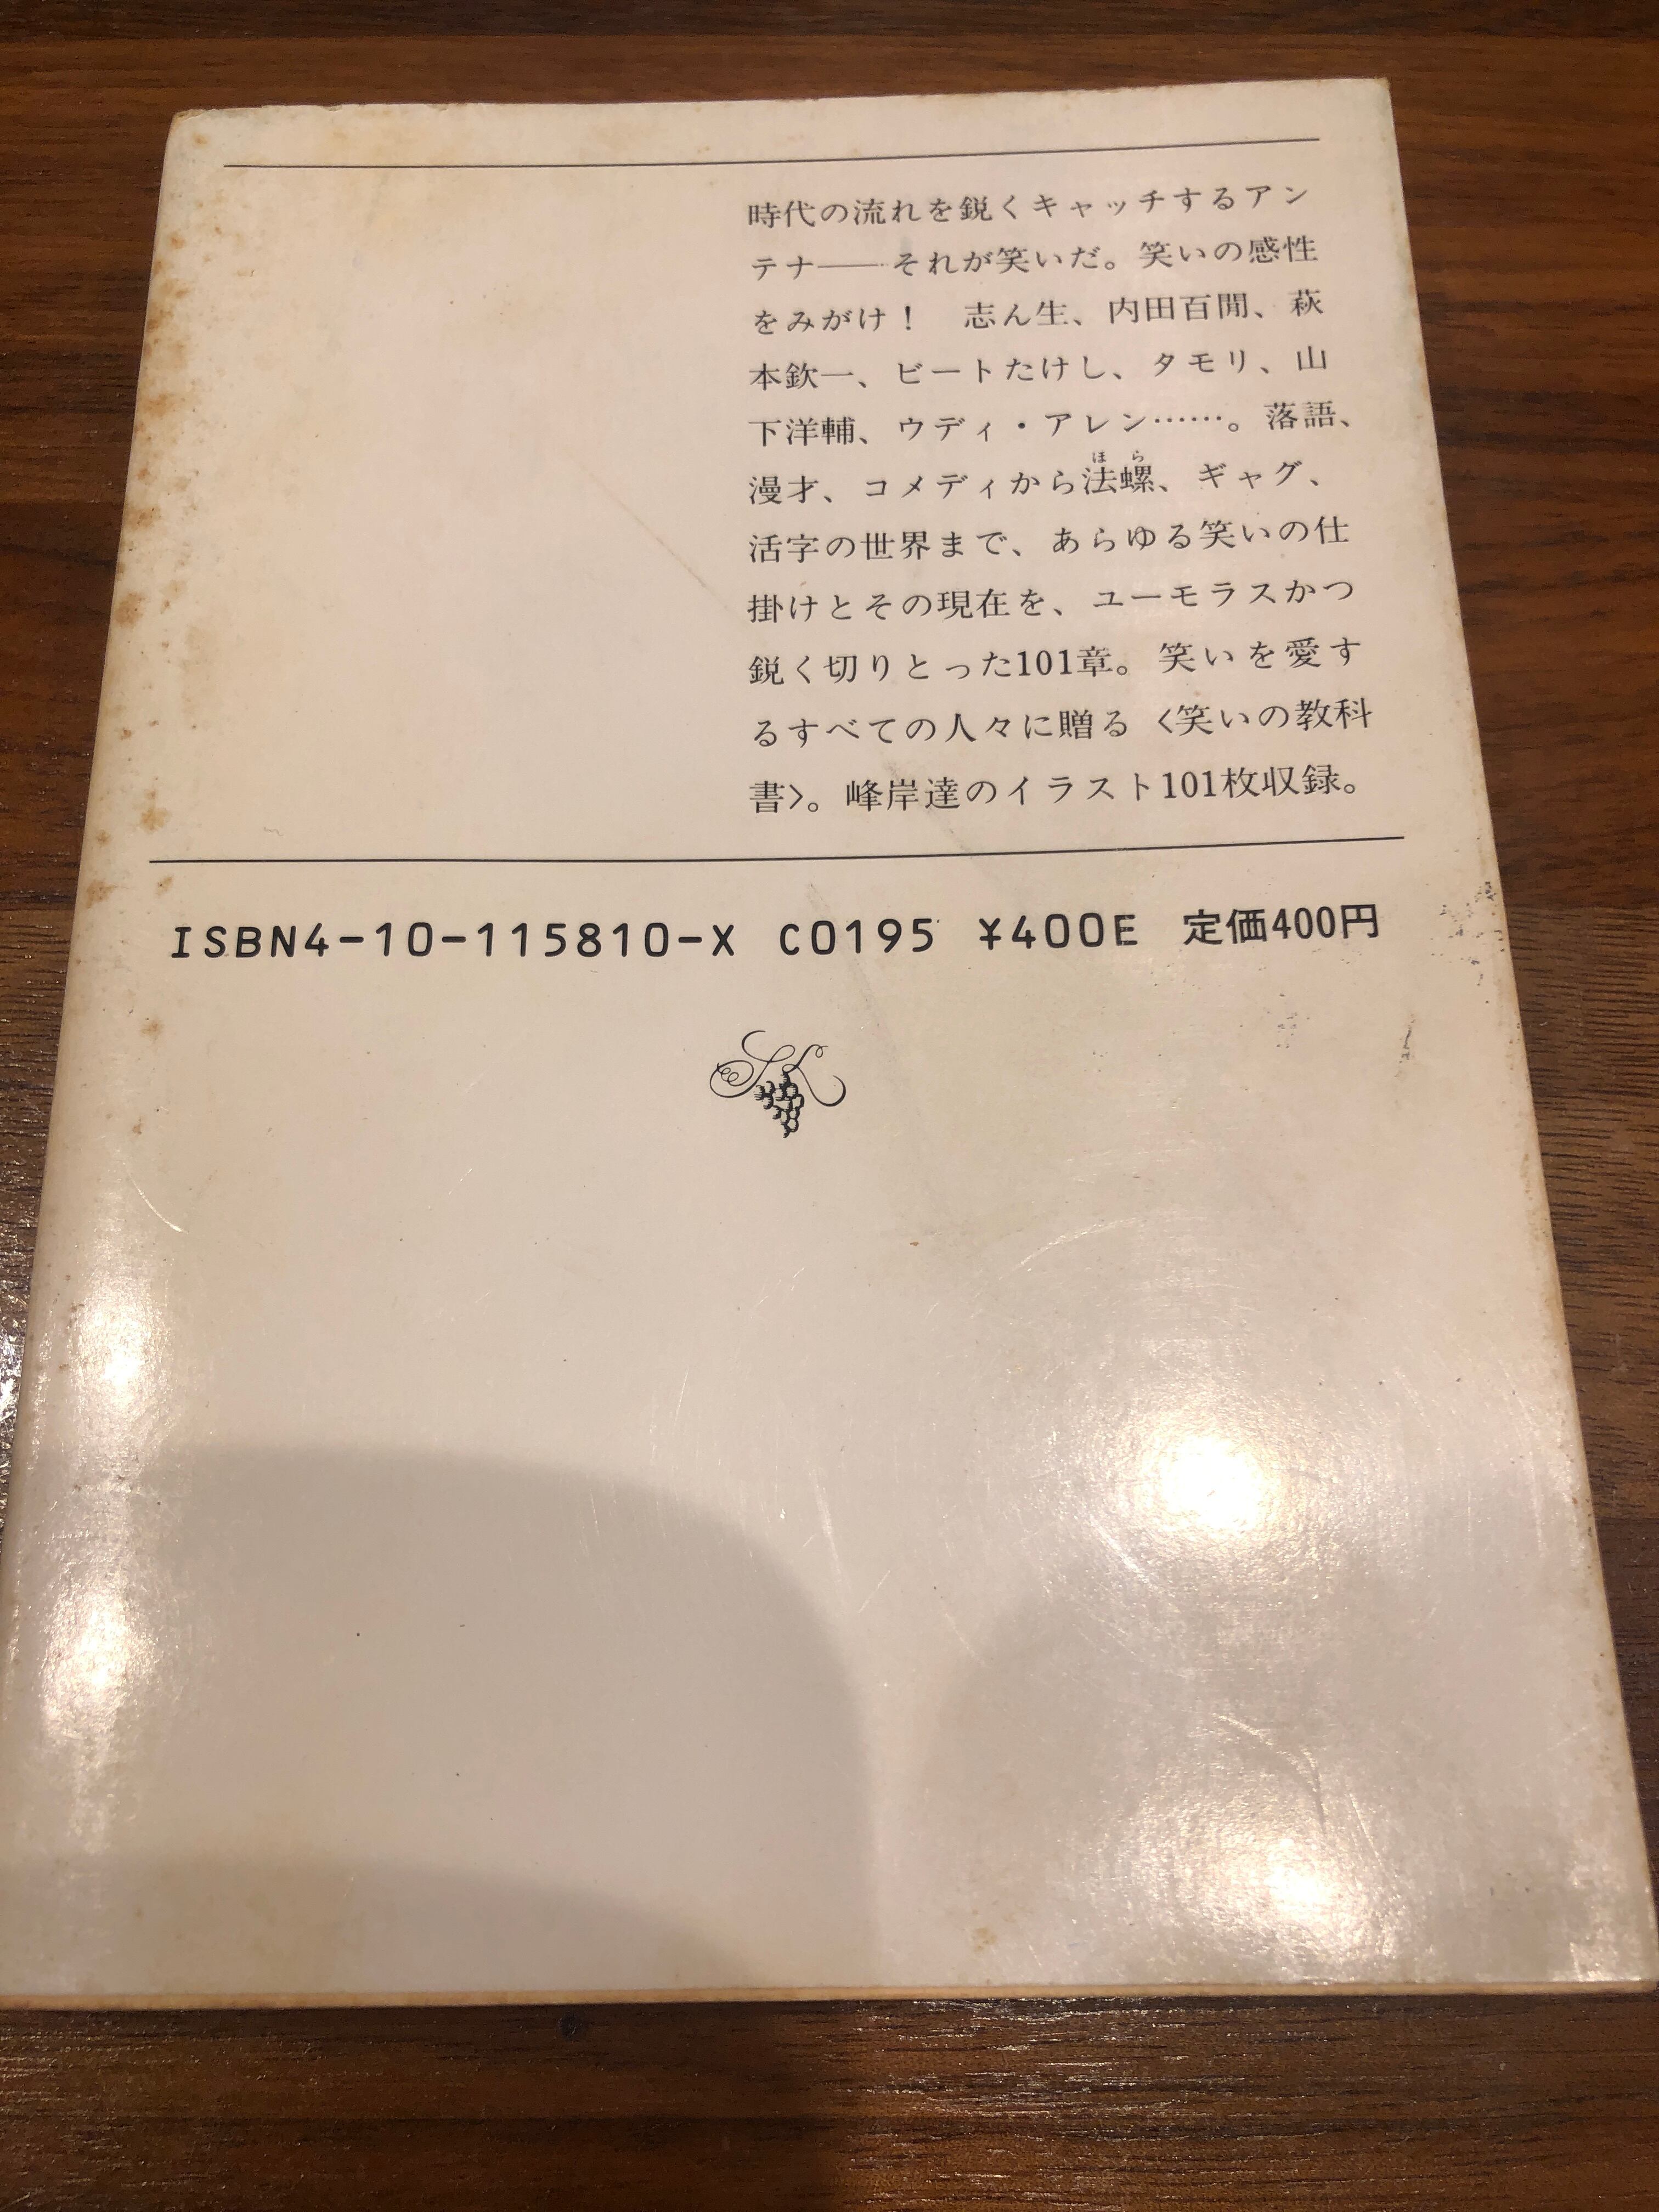 時代の流れを鋭くキャッチするアン
テナ──それが笑いだ。笑いの感性
をみがけ！　志ん生、内田百閒、萩
本欽一、ビートたけし、タモリ、山
下洋輔、ウディ・アレン……。落語、
ほら
漫才、コメディから法螺、ギャグ、
活字の世界まで、あらゆる笑いの仕
掛けとその現在を、ユーモラスかつ
鋭く切りとった101章。笑いを愛す
るすべての人々に贈る〈笑いの教科
書〉。峰岸達のイラスト101枚収録。
ISBN4-10-115810-X C0195 ¥400E 定価400円